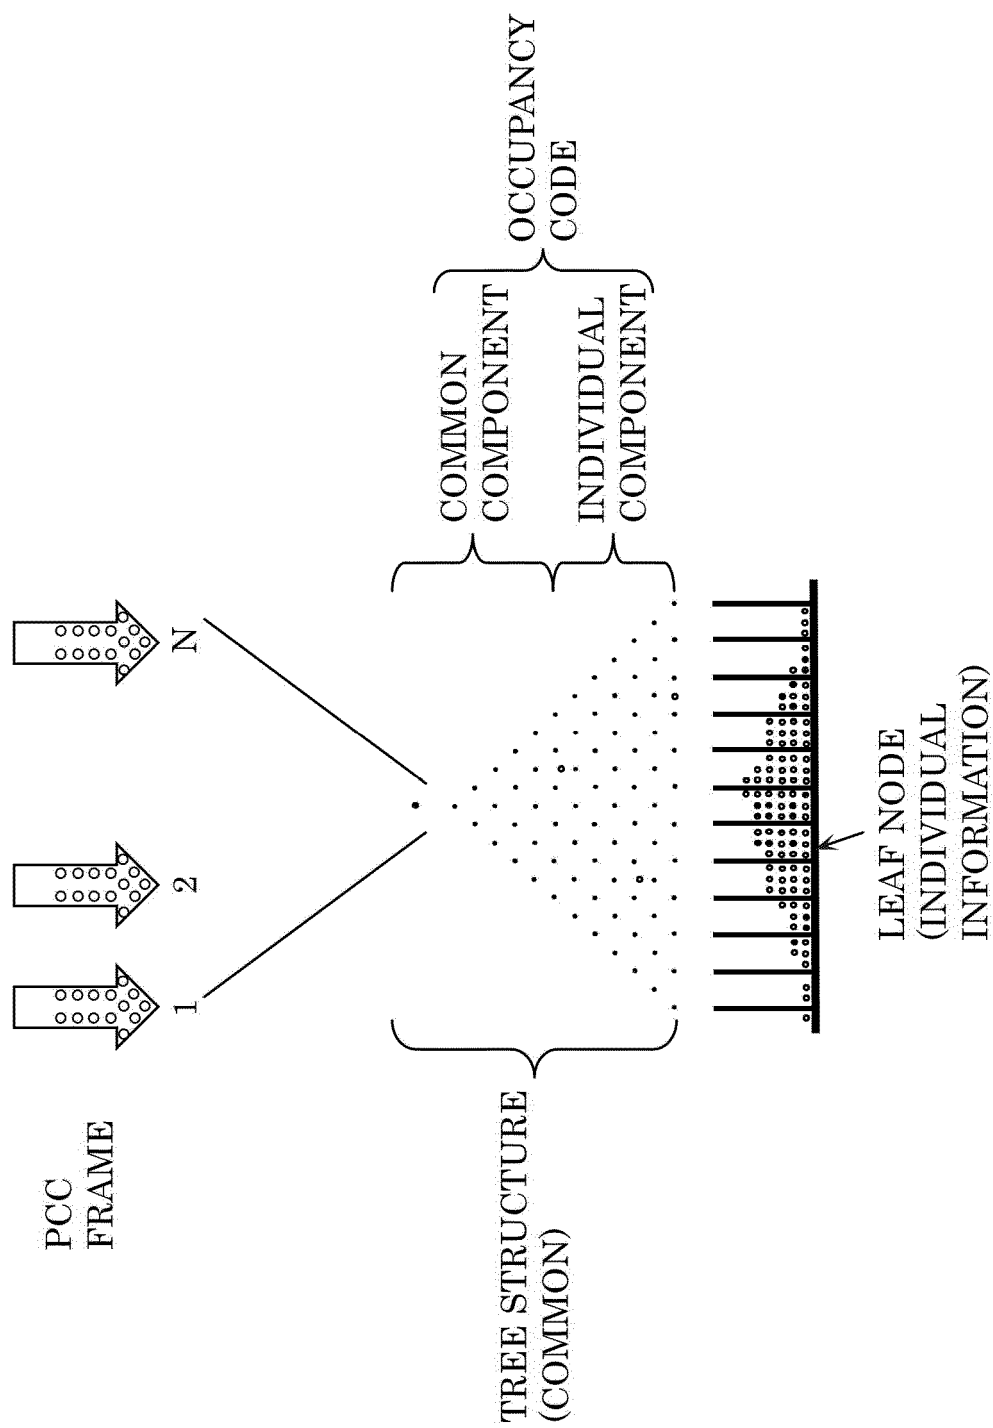 PCC
FRAME
1
2
N
TREE STRUCTURE
(COMMON)
COMMON
COMPONENT
INDIVIDUAL
COMPONENT
OCCUPANCY
CODE
LEAF NODE
(INDIVIDUAL
INFORMATION)